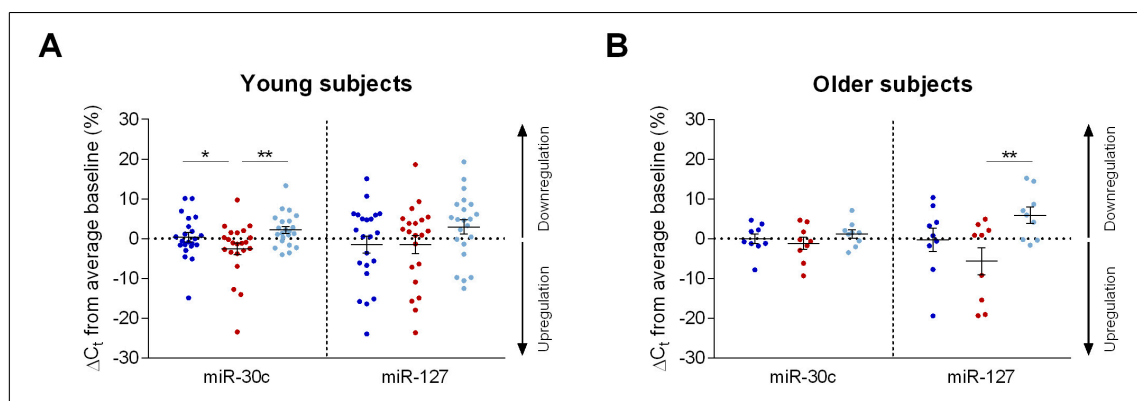 A
Young subjects
ΔCt from average baseline (%)
30
20
10
0
-10
-20
-30
*
**
miR-30c
miR-127
Downregulation
Upregulation
B
Older subjects
ΔCt from average baseline (%)
30
20
10
0
-10
-20
-30
**
miR-30c
miR-127
Downregulation
Upregulation